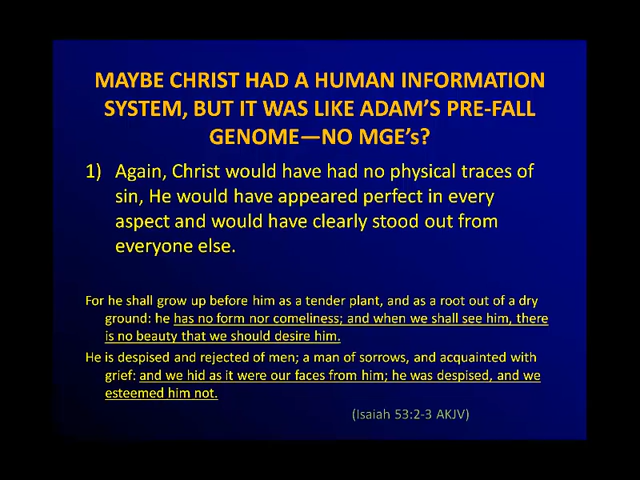 MAYBE CHRIST HAD A HUMAN INFORMATION
SYSTEM, BUT IT WAS LIKE ADAM'S PRE-FALL
GENOME—NO MGE's?
1) Again, Christ would have had no physical traces of
sin, He would have appeared perfect in every
aspect and would have clearly stood out from
everyone else.
For he shall grow up before him as a tender plant, and as a root out of a dry
ground: he has no form nor comeliness; and when we shall see him, there
is no beauty that we should desire him.
He is despised and rejected of men; a man of sorrows, and acquainted with
grief: and we hid as it were our faces from him; he was despised, and we
esteemed him not.
(Isaiah 53:2-3 AKJV)